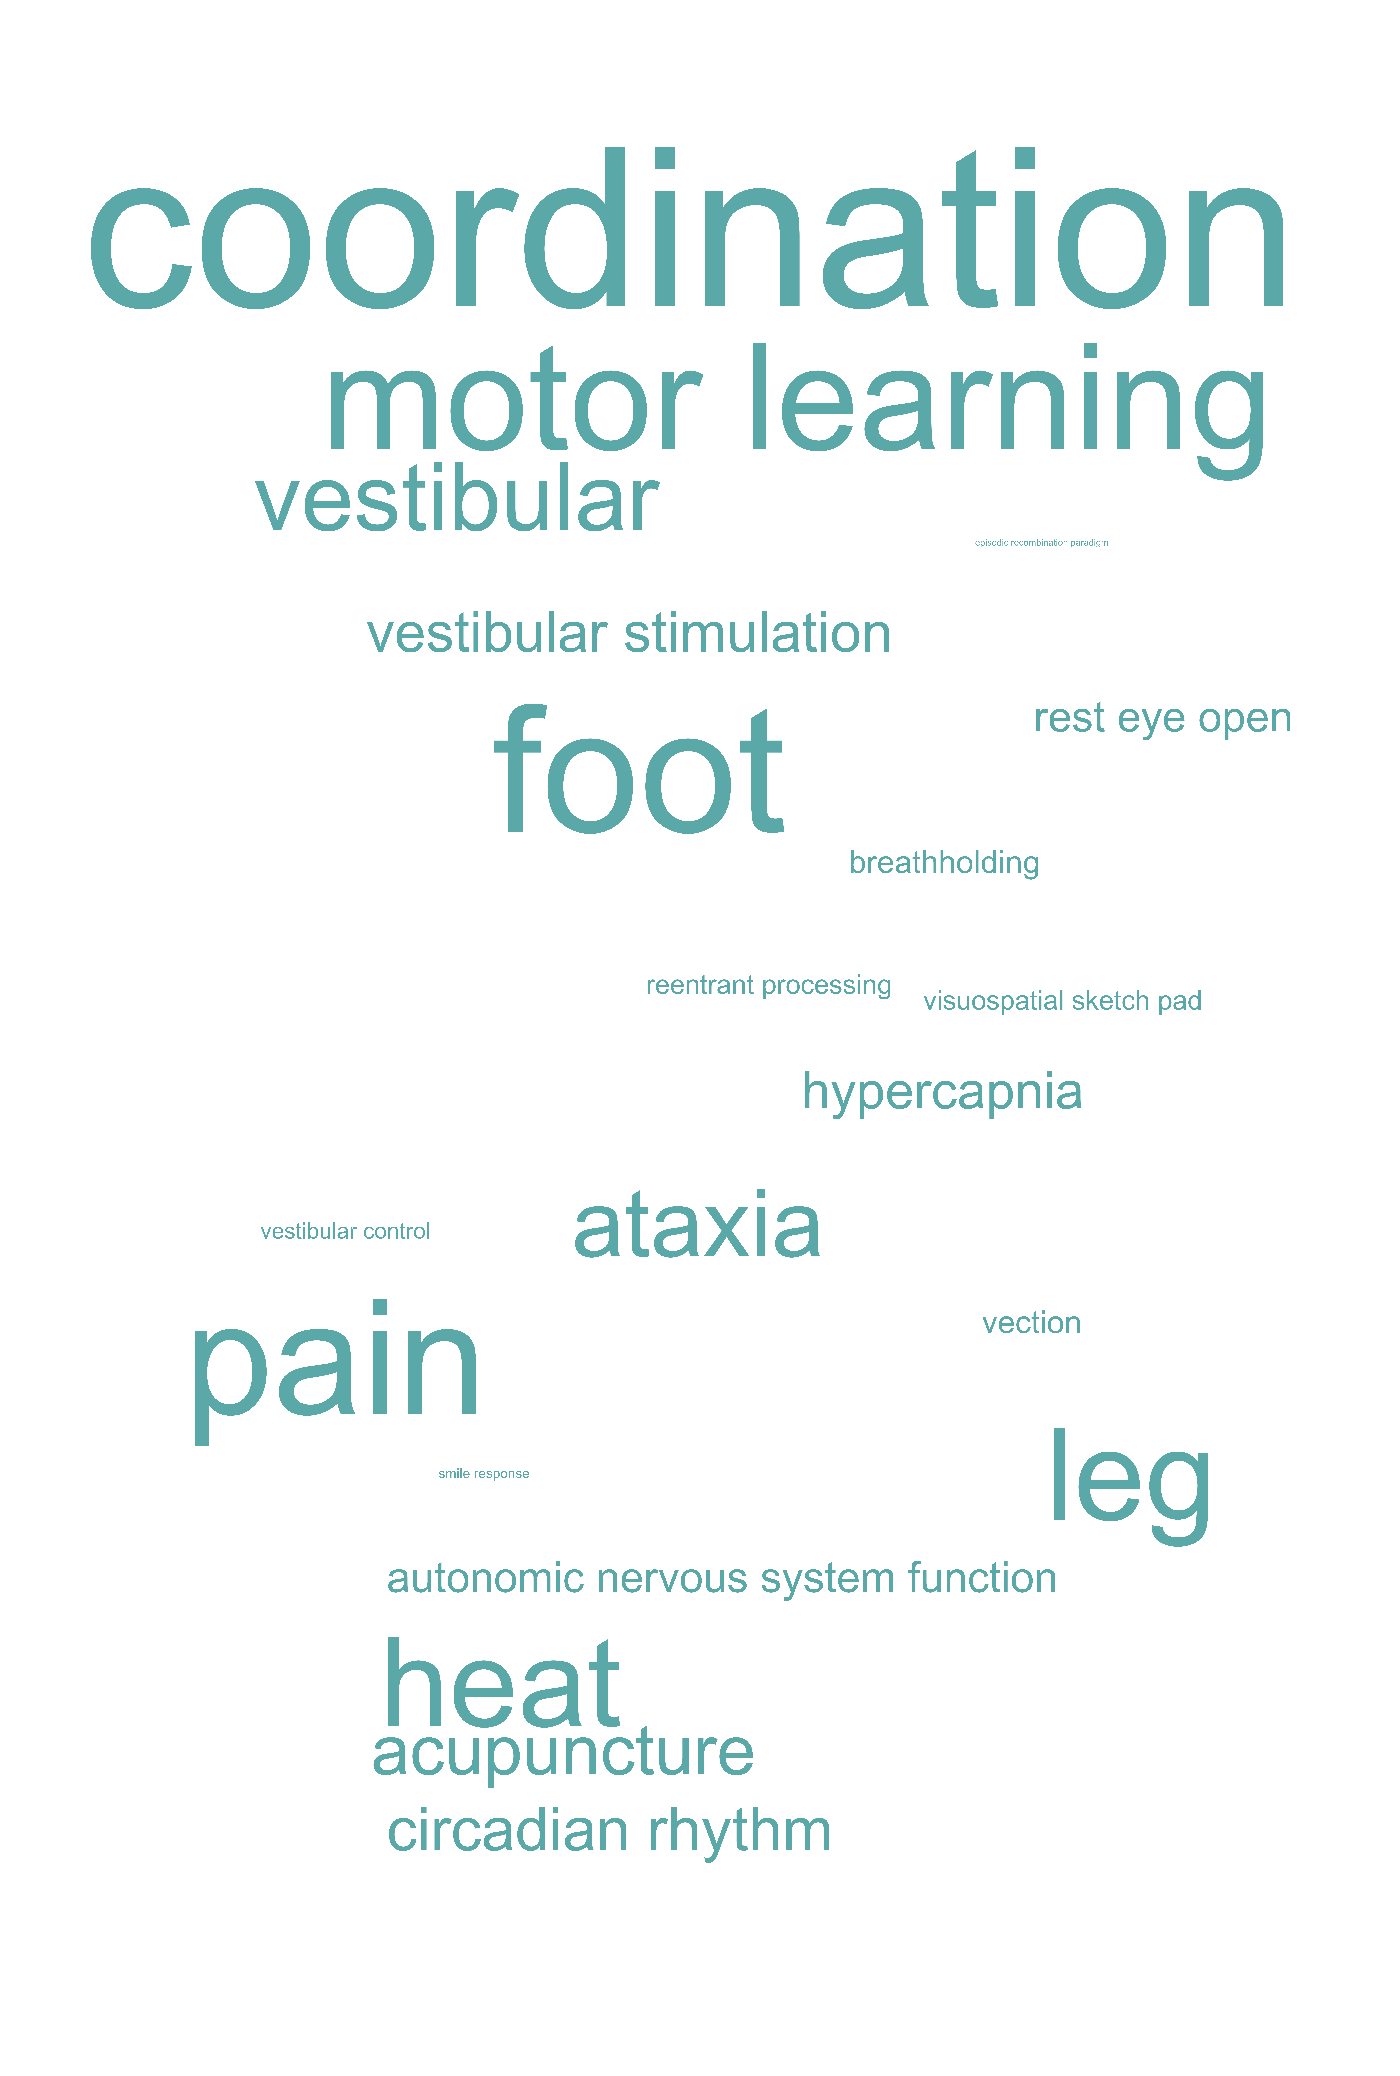 coordination
motor learning
vestibular
episodic recombination paradigm
vestibular stimulation
rest eye open
foot
breathholding
reentrant processing
visuospatial sketch pad
hypercapnia
ataxia
vestibular control
pain
vection
leg
smile response
autonomic nervous system function
heat
acupuncture
circadian rhythm